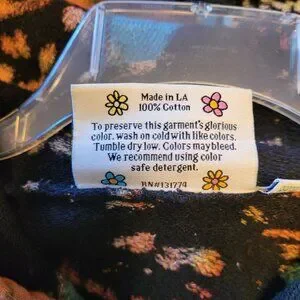 Made in LA
100% Cotton
To preserve this garment's glorious
color, wash on cold with like colors.
Tumble dry low. Colors may bleed.
We recommend using color
safe detergent.
RN#131774